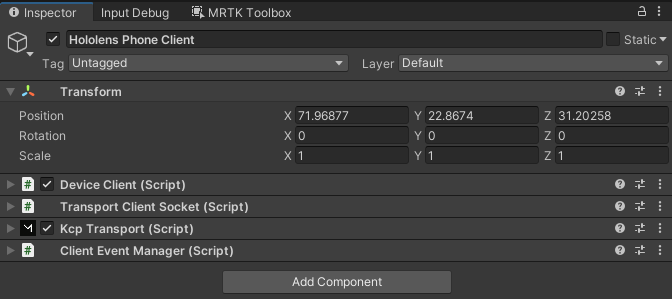 Inspector Input Debug MRTK Toolbox
Hololens Phone Client Static
Tag Untagged Layer Default
Transform
Position X 71.96877 Y 22.8674 Z 31.20258
Rotation X 0 Y 0 Z 0
Scale X 1 Y 1 Z 1
# Device Client (Script)
# Transport Client Socket (Script)
Kcp Transport (Script)
# Client Event Manager (Script)
Add Component